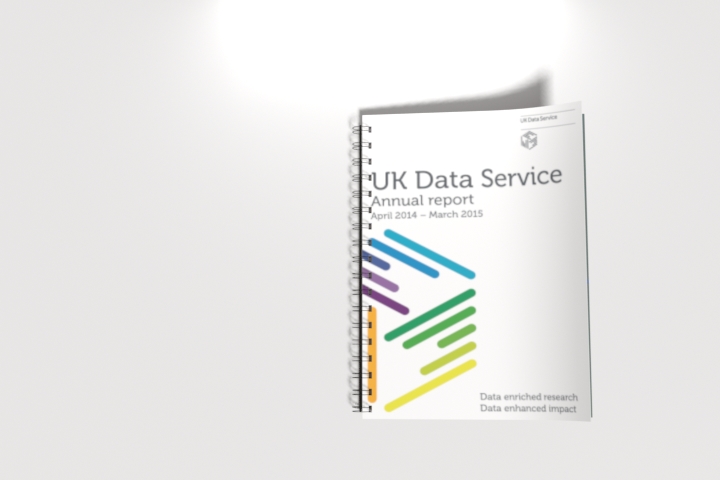 UK Data Service
UK Data Service
Annual report
April 2014 – March 2015
Data enriched research
Data enhanced impact